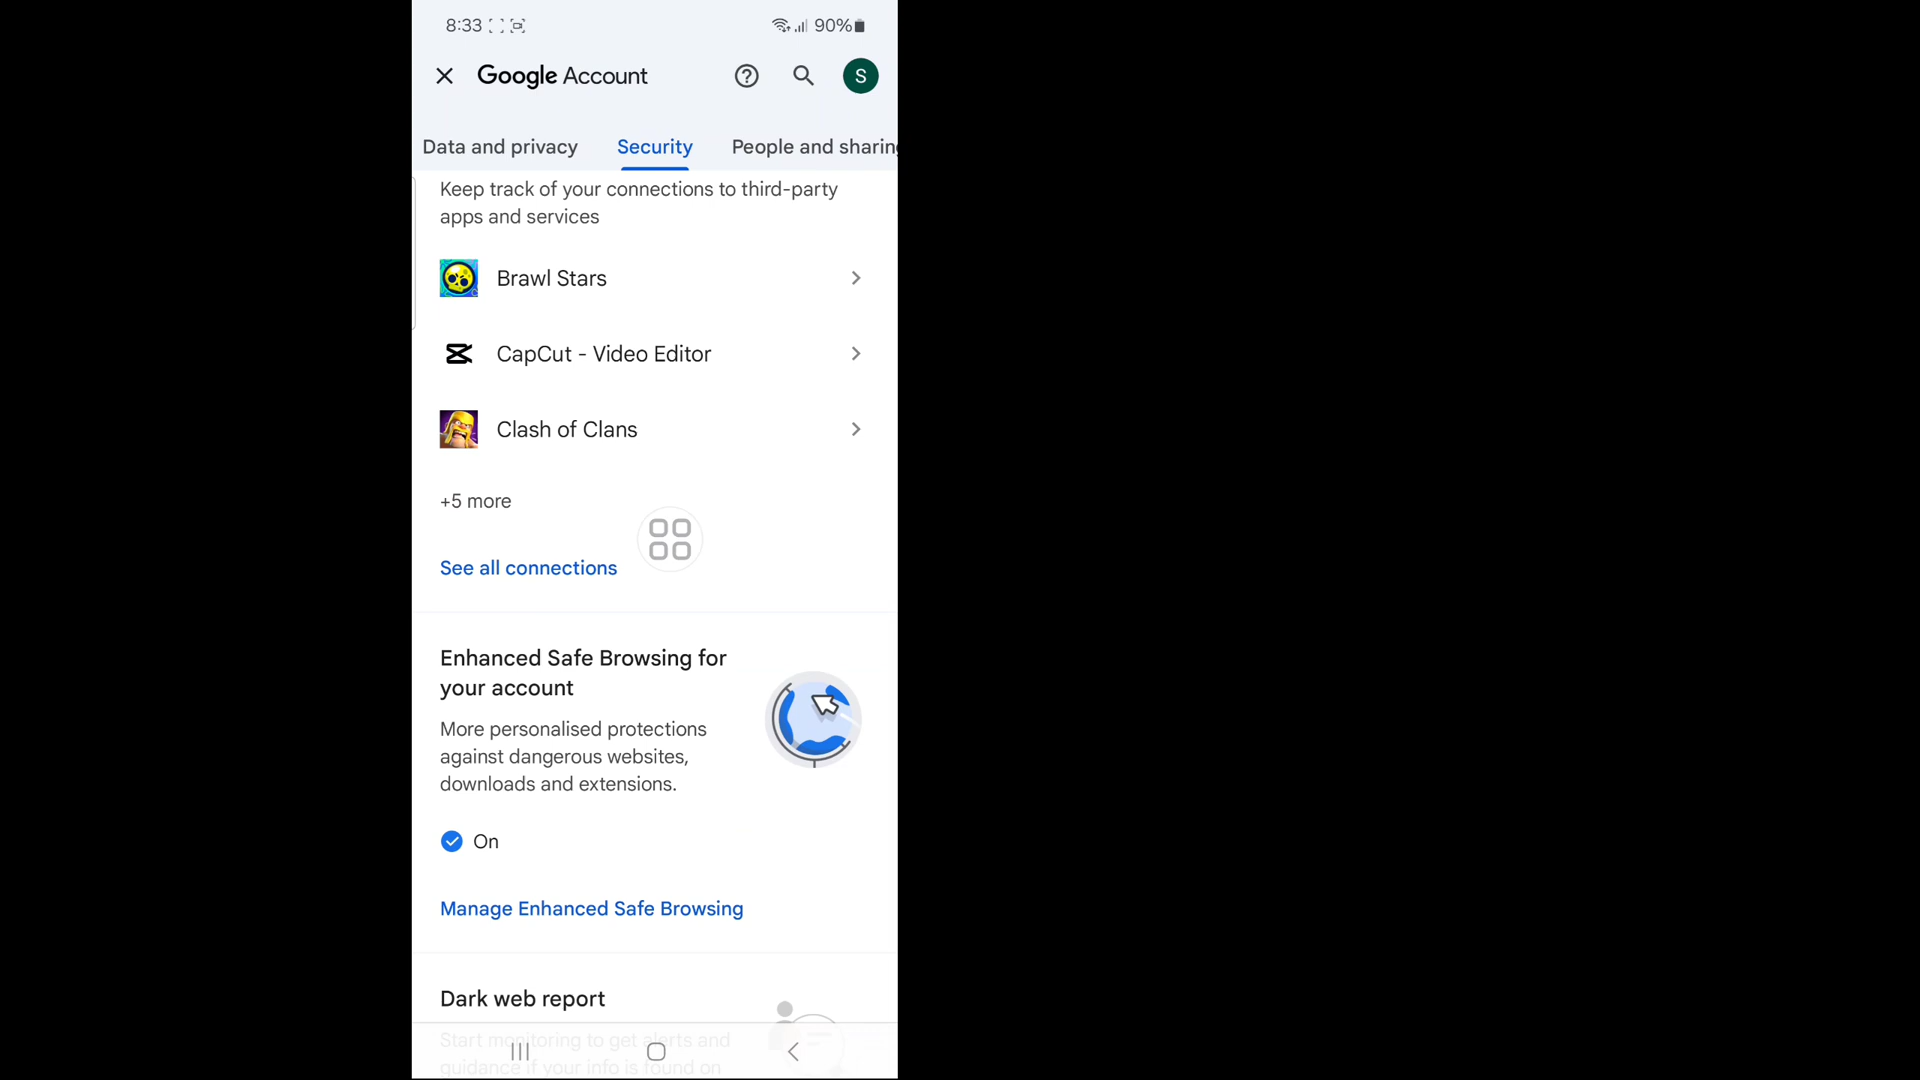 8:33
90%
Google Account
S
Data and privacy
Security
People and sharing
Keep track of your connections to third-party
apps and services
Brawl Stars
CapCut - Video Editor
Clash of Clans
+5 more
See all connections
Enhanced Safe Browsing for
your account
More personalised protections
against dangerous websites,
downloads and extensions.
On
Manage Enhanced Safe Browsing
Dark web report
Start monitoring to get alerts and
guidance if your info is found on